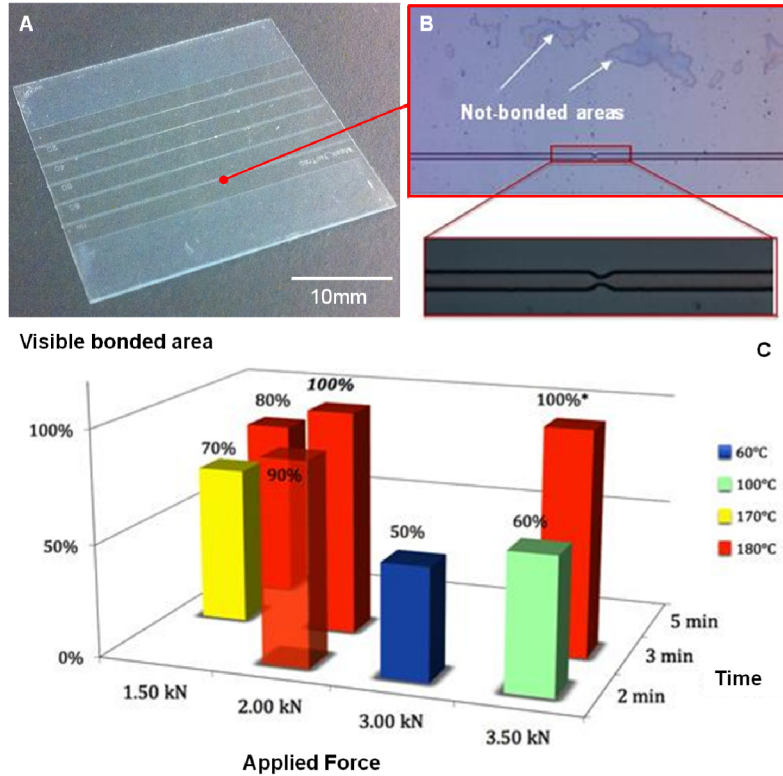 A
10mm
B
Not-bonded areas
Visible bonded area
C
100%
50%
0%
70%
80%
90%
100%
50%
60%
100%*
60°C
100°C
170°C
180°C
5 min
3 min
2 min
Time
1.50 kN
2.00 kN
3.00 kN
3.50 kN
Applied Force